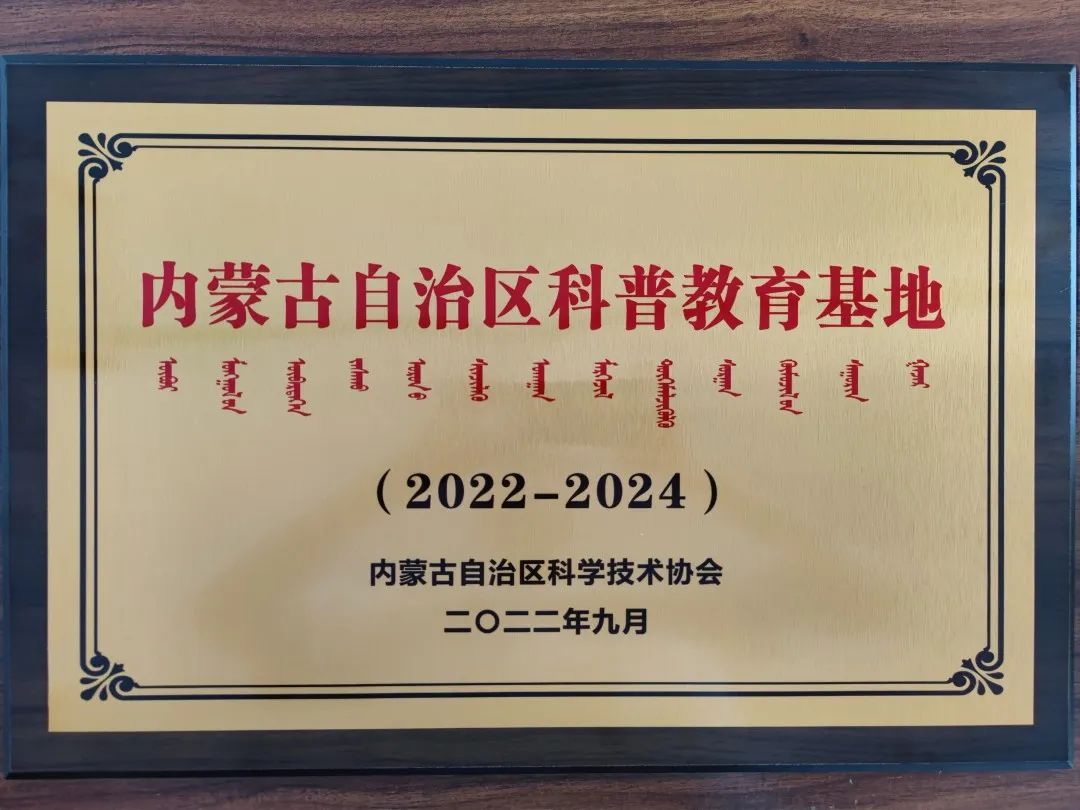 内蒙古自治区科普教育基地
（2022-2024）
内蒙古自治区科学技术协会
二〇二二年九月